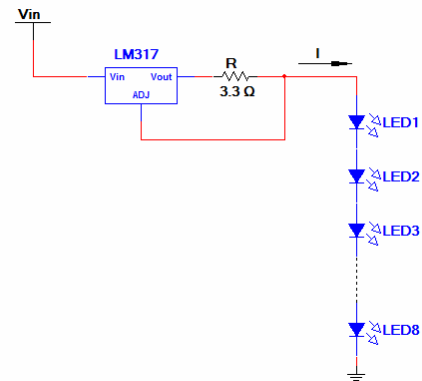 Vin
LM317
Vin
Vout
ADJ
R
3.3 Ω
I
LED1
LED2
LED3
LED8